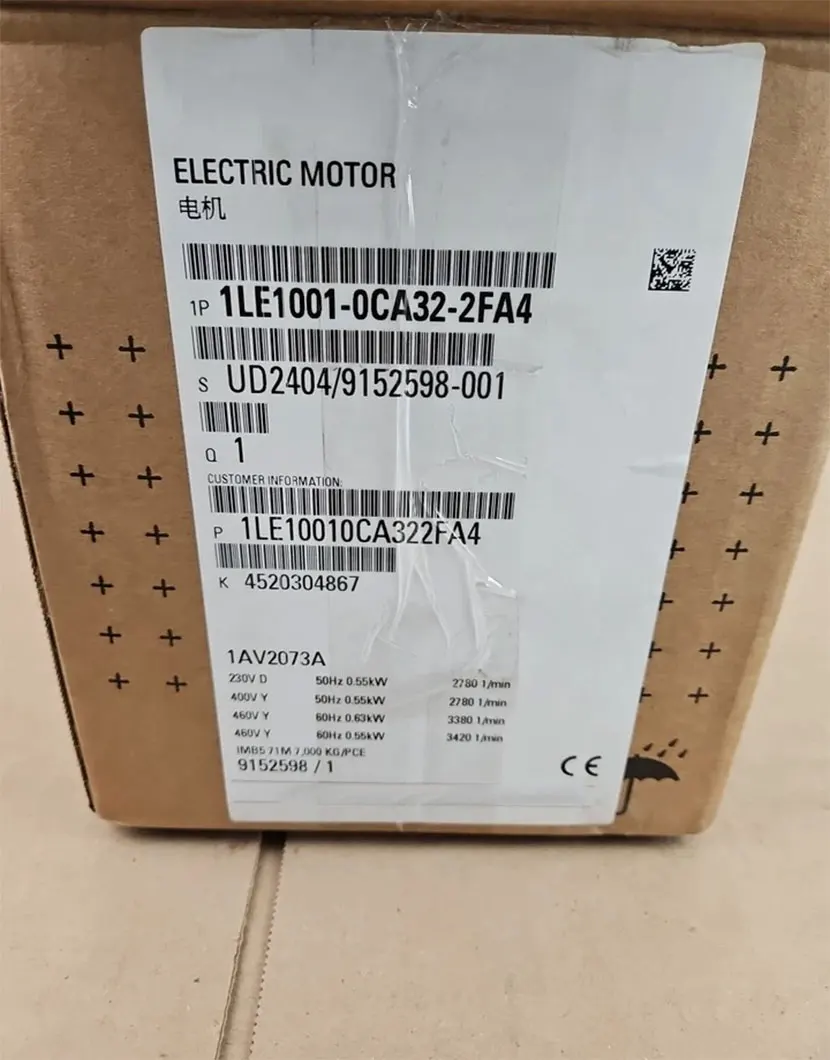 ELECTRIC MOTOR
电机
1P 1LE1001-0CA32-2FA4
S UD2404/9152598-001
Q 1
CUSTOMER INFORMATION:
P 1LE10010CA322FA4
K 4520304867
1AV2073A
230V D 50Hz 0.55kW 2780 1/min
400V Y 50Hz 0.55kW 2780 1/min
460V Y 60Hz 0.63kW 3380 1/min
460V Y 60Hz 0.55kW 3420 1/min
IMB5 71M 7,000 KG/PCE
9152598 / 1
CE